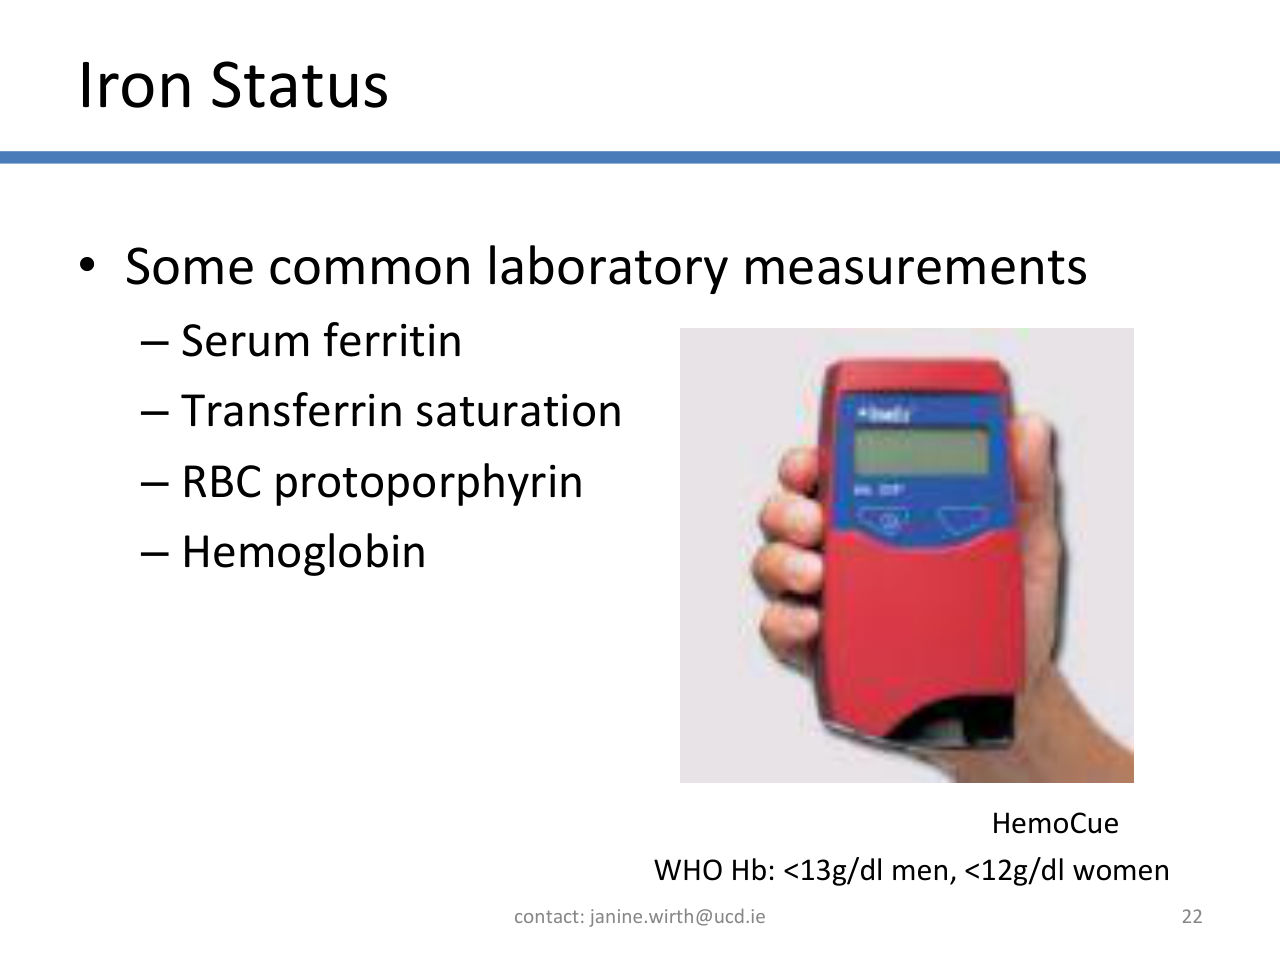 Iron Status
• Some common laboratory measurements
– Serum ferritin
– Transferrin saturation
– RBC protoporphyrin
– Hemoglobin
HemoCue
WHO Hb: <13g/dl men, <12g/dl women
contact: janine.wirth@ucd.ie
22